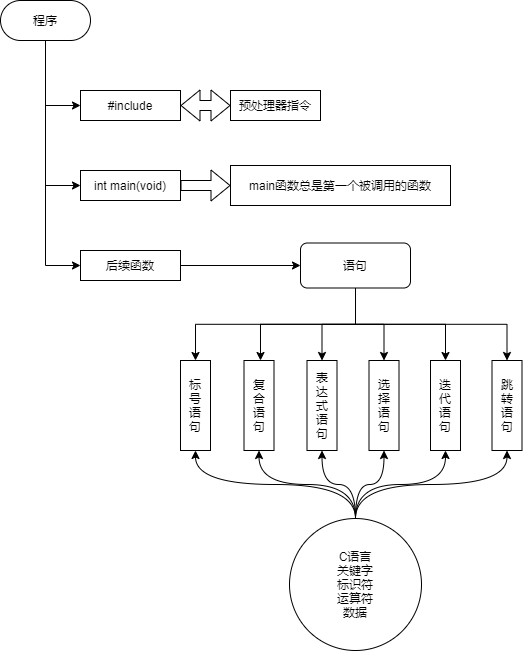 程序
#include
预处理器指令
int main(void)
main函数总是第一个被调用的函数
后续函数
语句
标号语句
复合语句
表达式语句
选择语句
迭代语句
跳转语句
C语言
关键字
标识符
运算符
数据